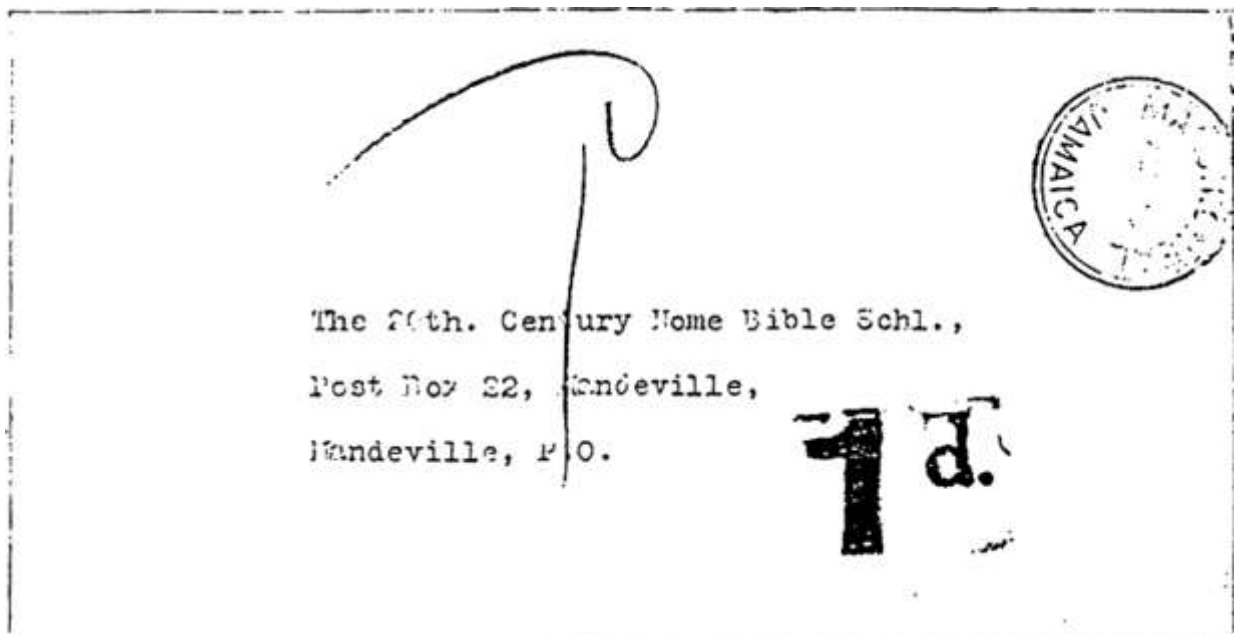 JAMAICA
The 20th. Century Home Bible Schl.,
Post Box 22, Mandeville,
Mandeville, P.O.
1d.